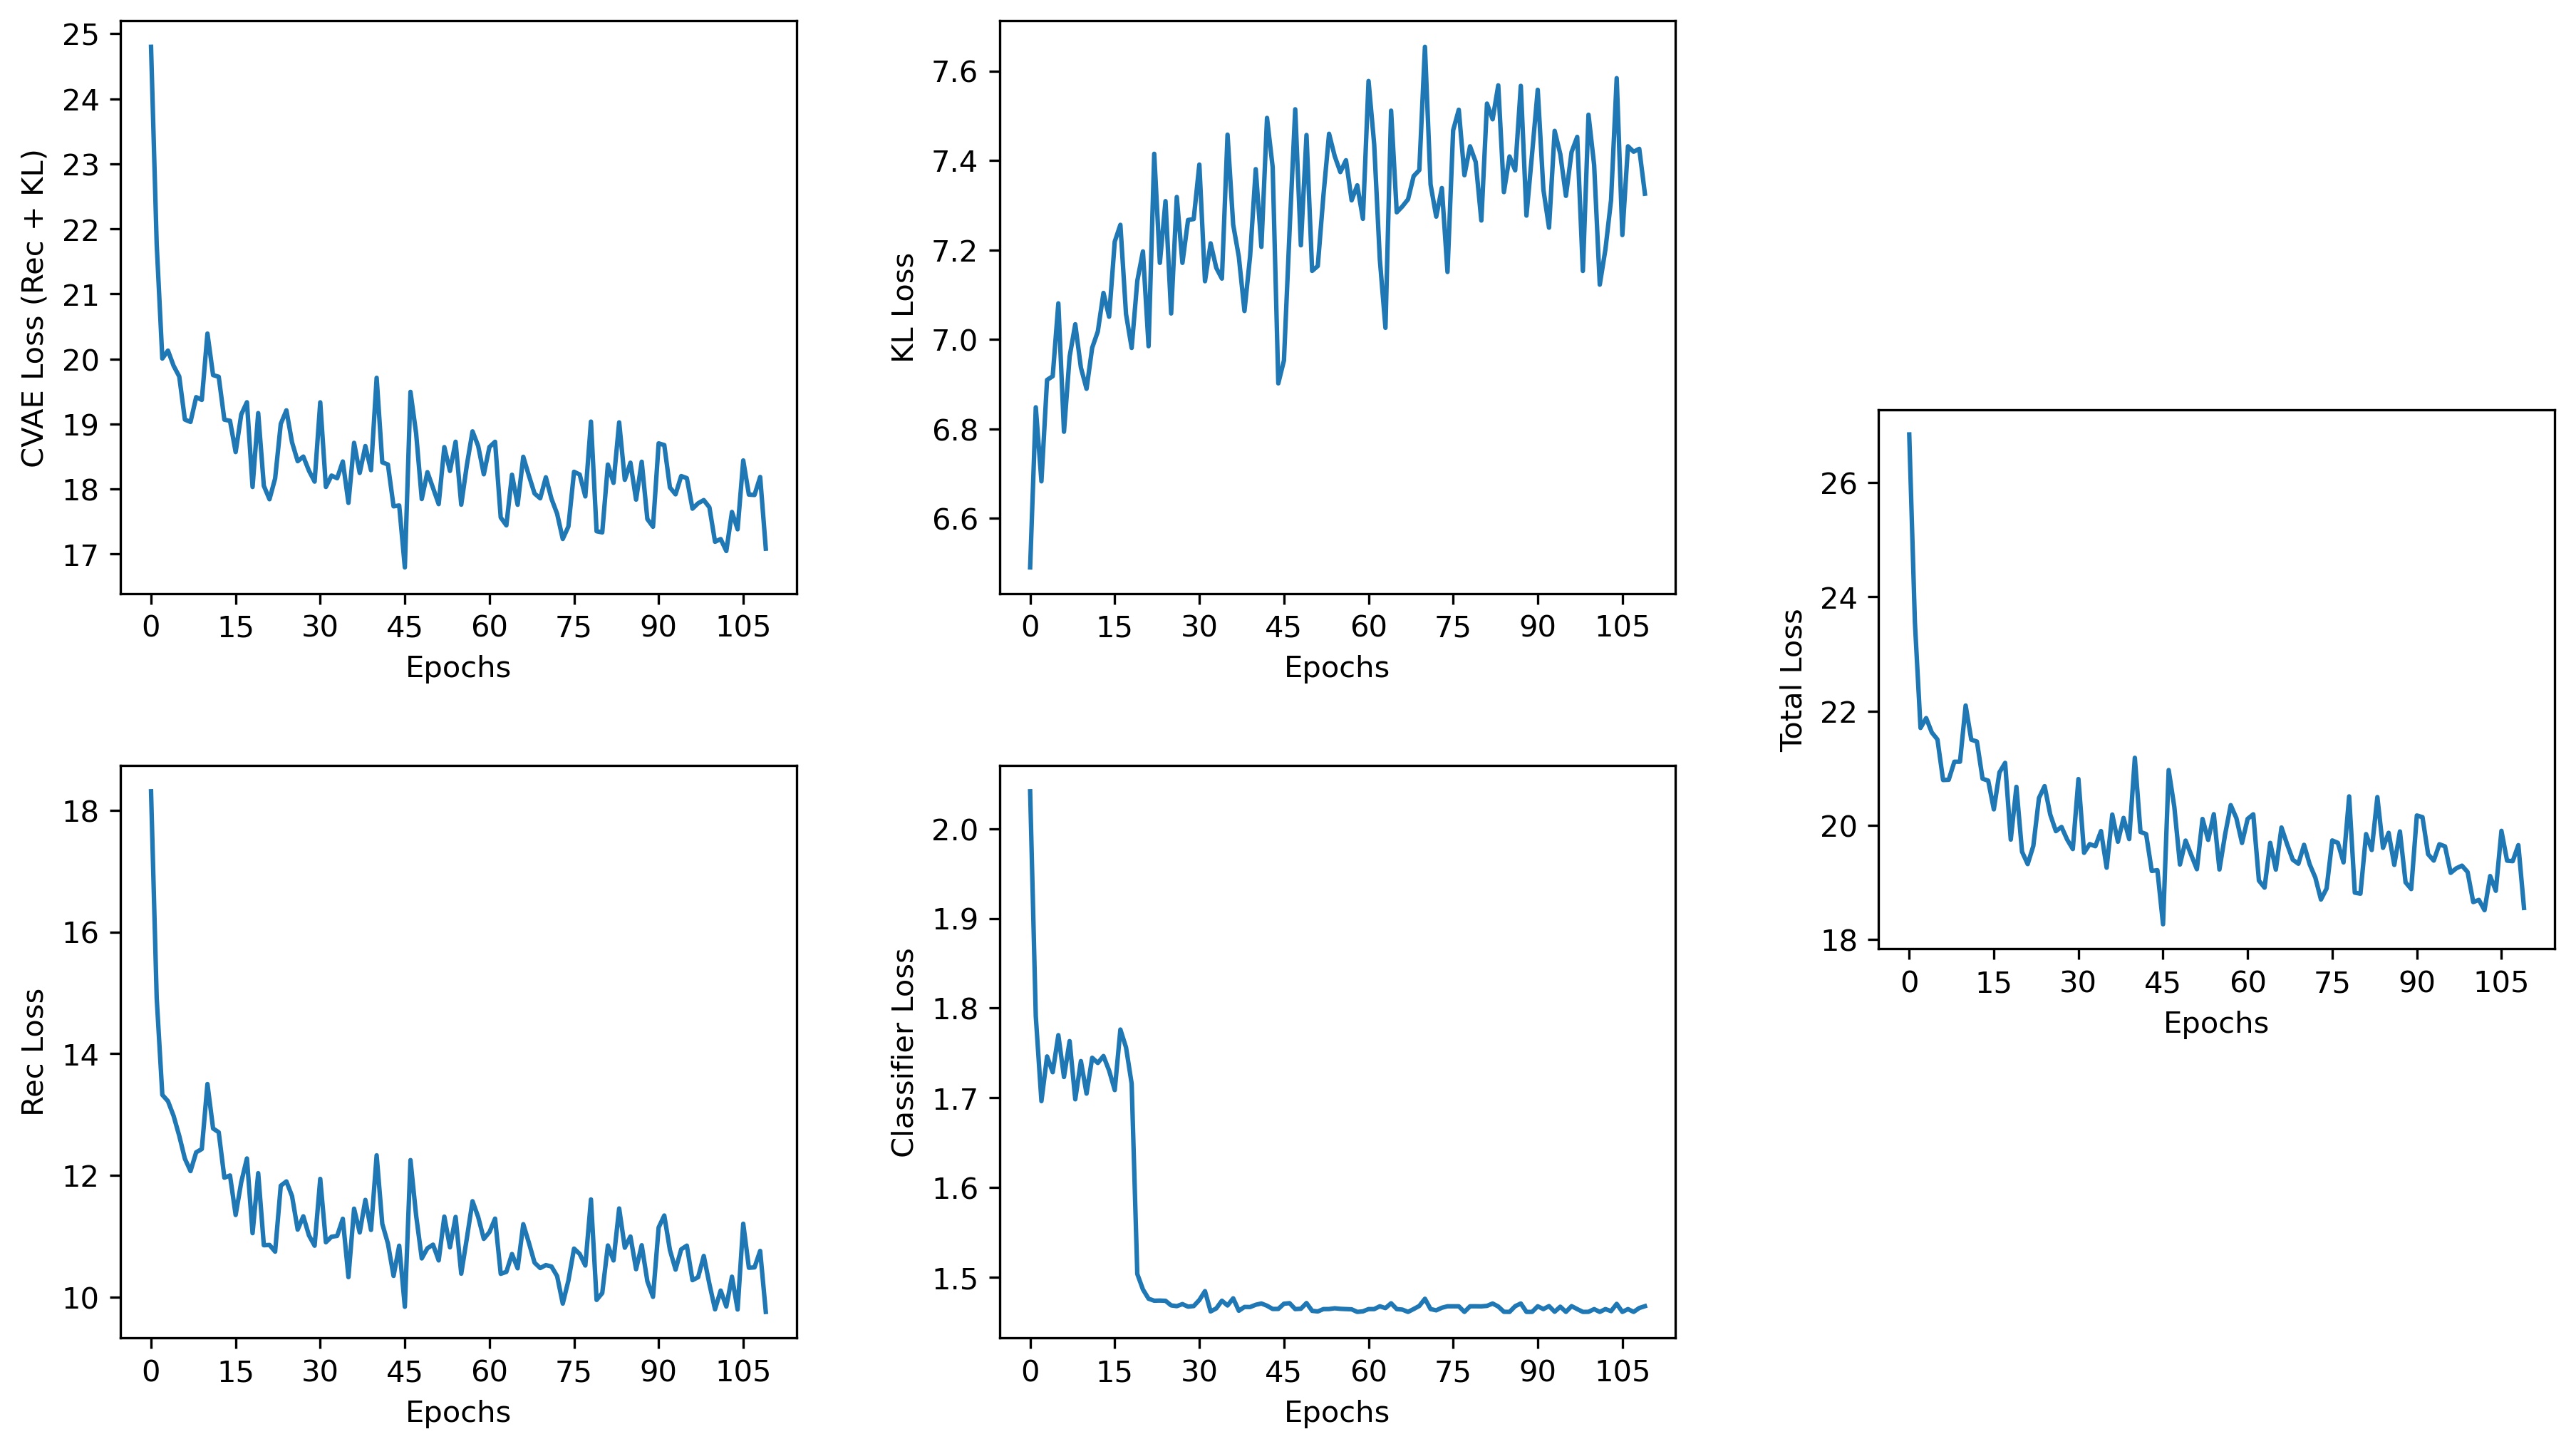 CVAE Loss (Rec + KL)
25
24
23
22
21
20
19
18
17
0 15 30 45 60 75 90 105
Epochs
KL Loss
7.6
7.4
7.2
7.0
6.8
6.6
0 15 30 45 60 75 90 105
Epochs
Total Loss
26
24
22
20
18
0 15 30 45 60 75 90 105
Epochs
Rec Loss
18
16
14
12
10
0 15 30 45 60 75 90 105
Epochs
Classifier Loss
2.0
1.9
1.8
1.7
1.6
1.5
0 15 30 45 60 75 90 105
Epochs